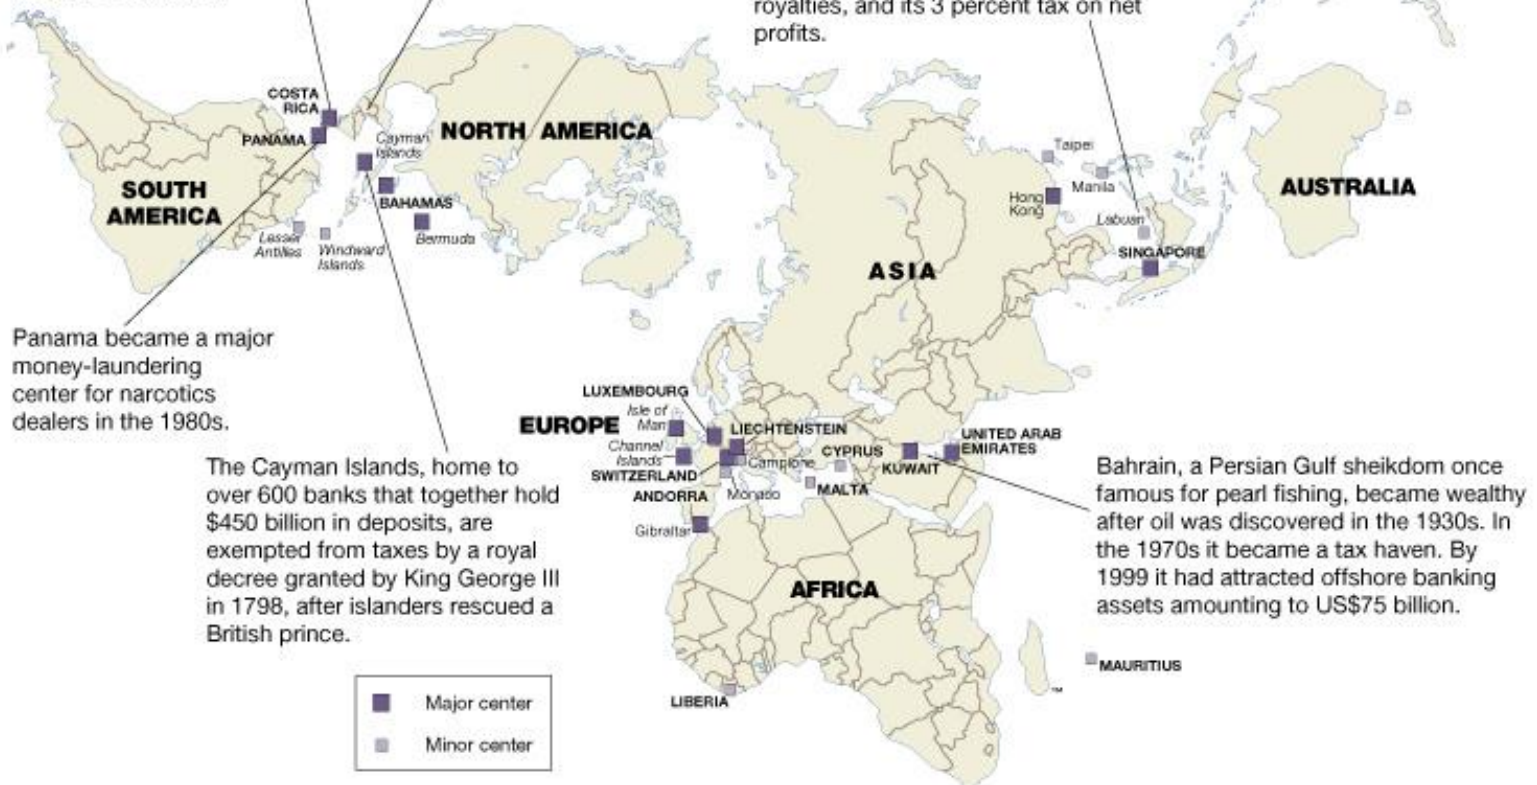 royalties, and its 3 percent tax on net
profits.
COSTA
RICA
PANAMA
Cayman
Islands
NORTH AMERICA
SOUTH
AMERICA
BAHAMAS
Bermuda
Lesser
Antilles
Windward
Islands
Taipei
Manila
Hong
Kong
Labuan
SINGAPORE
AUSTRALIA
ASIA
Panama became a major
money-laundering
center for narcotics
dealers in the 1980s.
LUXEMBOURG
Isle of
Man
EUROPE
LIECHTENSTEIN
Channel
Islands
SWITZERLAND
Campione
CYPRUS
KUWAIT
UNITED ARAB
EMIRATES
ANDORRA
Monaco
MALTA
Gibraltar
The Cayman Islands, home to
over 600 banks that together hold
$450 billion in deposits, are
exempted from taxes by a royal
decree granted by King George III
in 1798, after islanders rescued a
British prince.
Bahrain, a Persian Gulf sheikdom once
famous for pearl fishing, became wealthy
after oil was discovered in the 1930s. In
the 1970s it became a tax haven. By
1999 it had attracted offshore banking
assets amounting to US$75 billion.
AFRICA
MAURITIUS
LIBERIA
™
Major center
Minor center